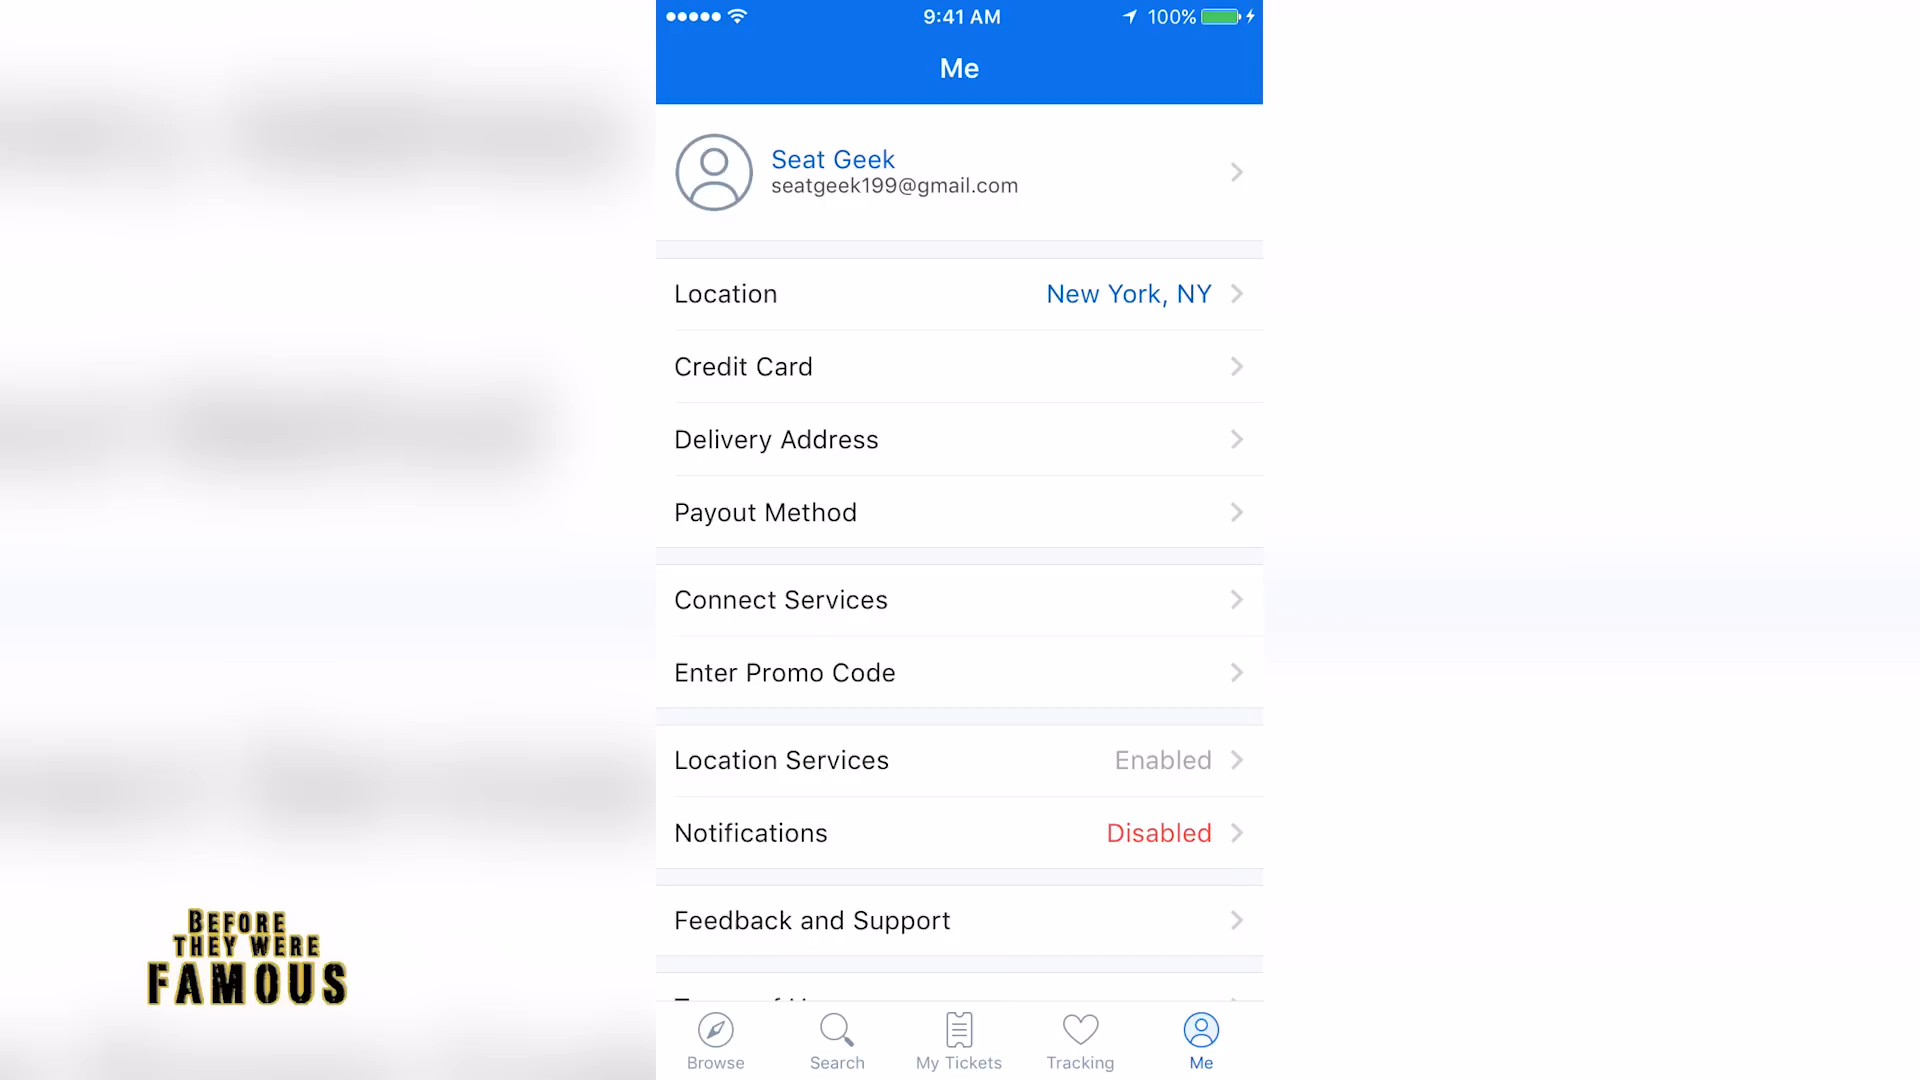 9:41 AM
100%
Me
Seat Geek
seatgeek199@gmail.com
Location
New York, NY
Credit Card
Delivery Address
Payout Method
Connect Services
Enter Promo Code
Location Services
Enabled
Notifications
Disabled
Feedback and Support
Browse
Search
My Tickets
Tracking
Me
BEFORE
THEY WERE
FAMOUS